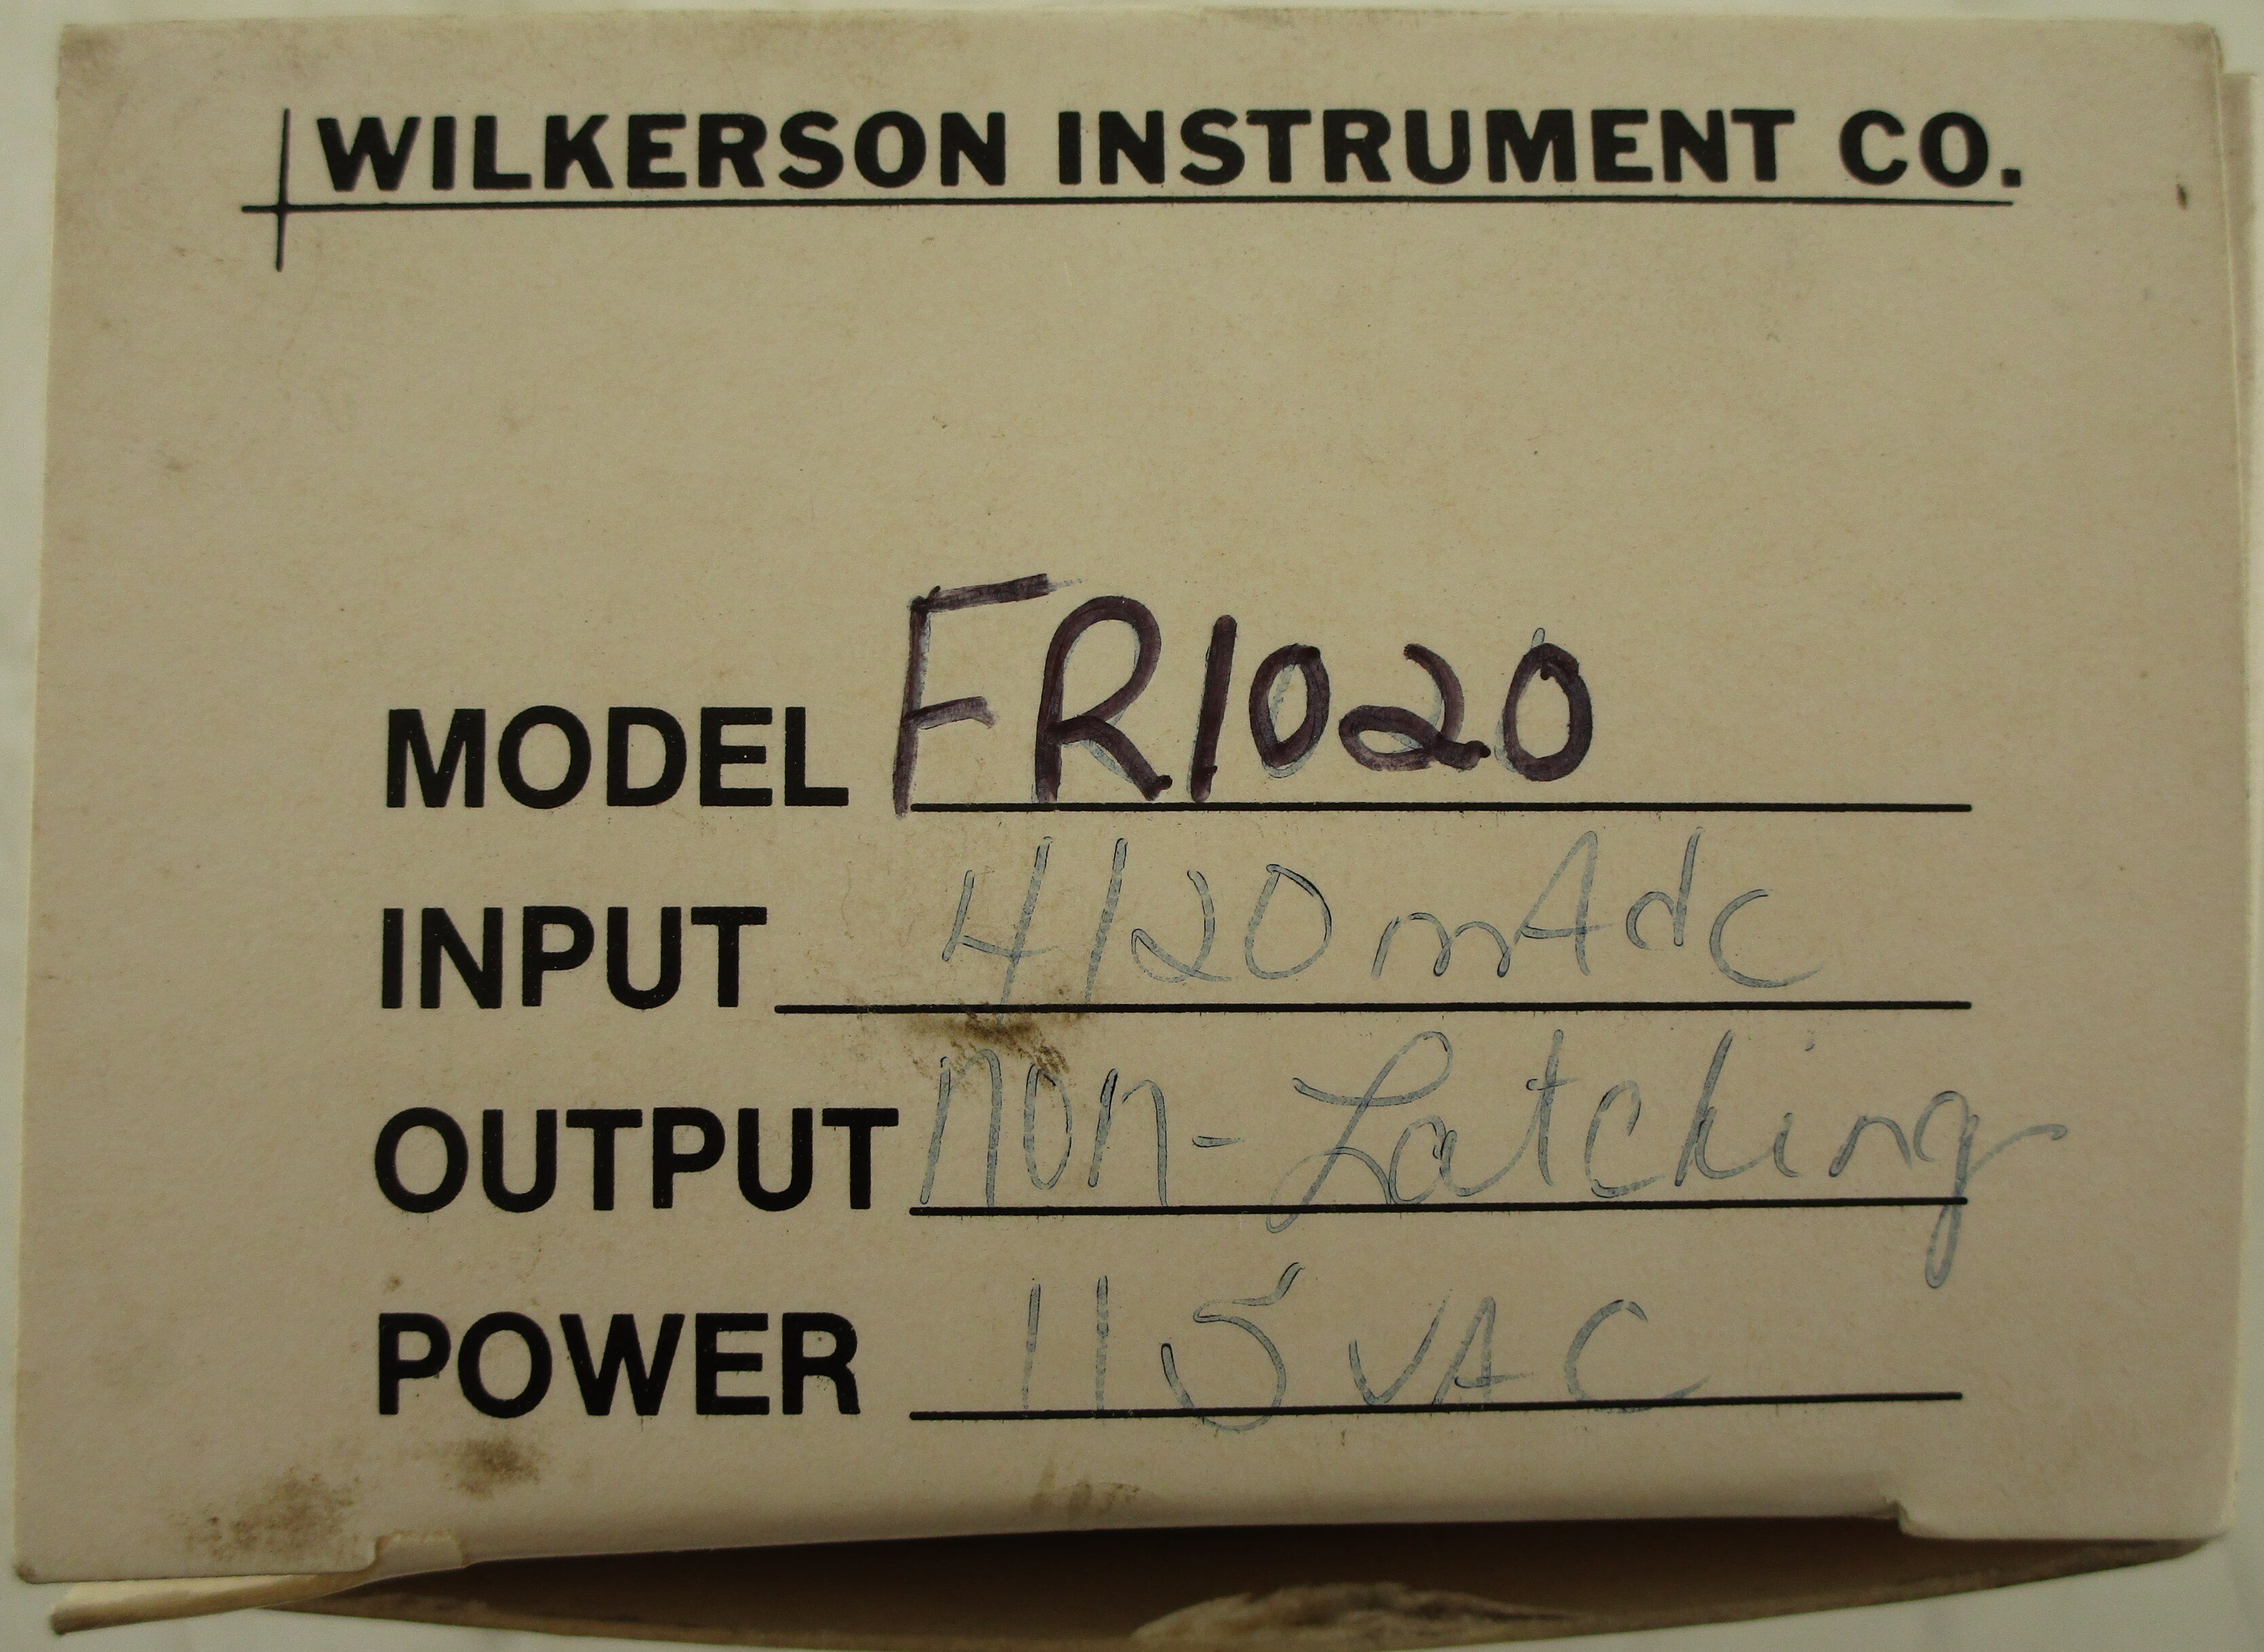 WILKERSON INSTRUMENT CO.
MODEL FR1020
INPUT 4/20 mAdc
OUTPUT non-Latching
POWER 115 VAC